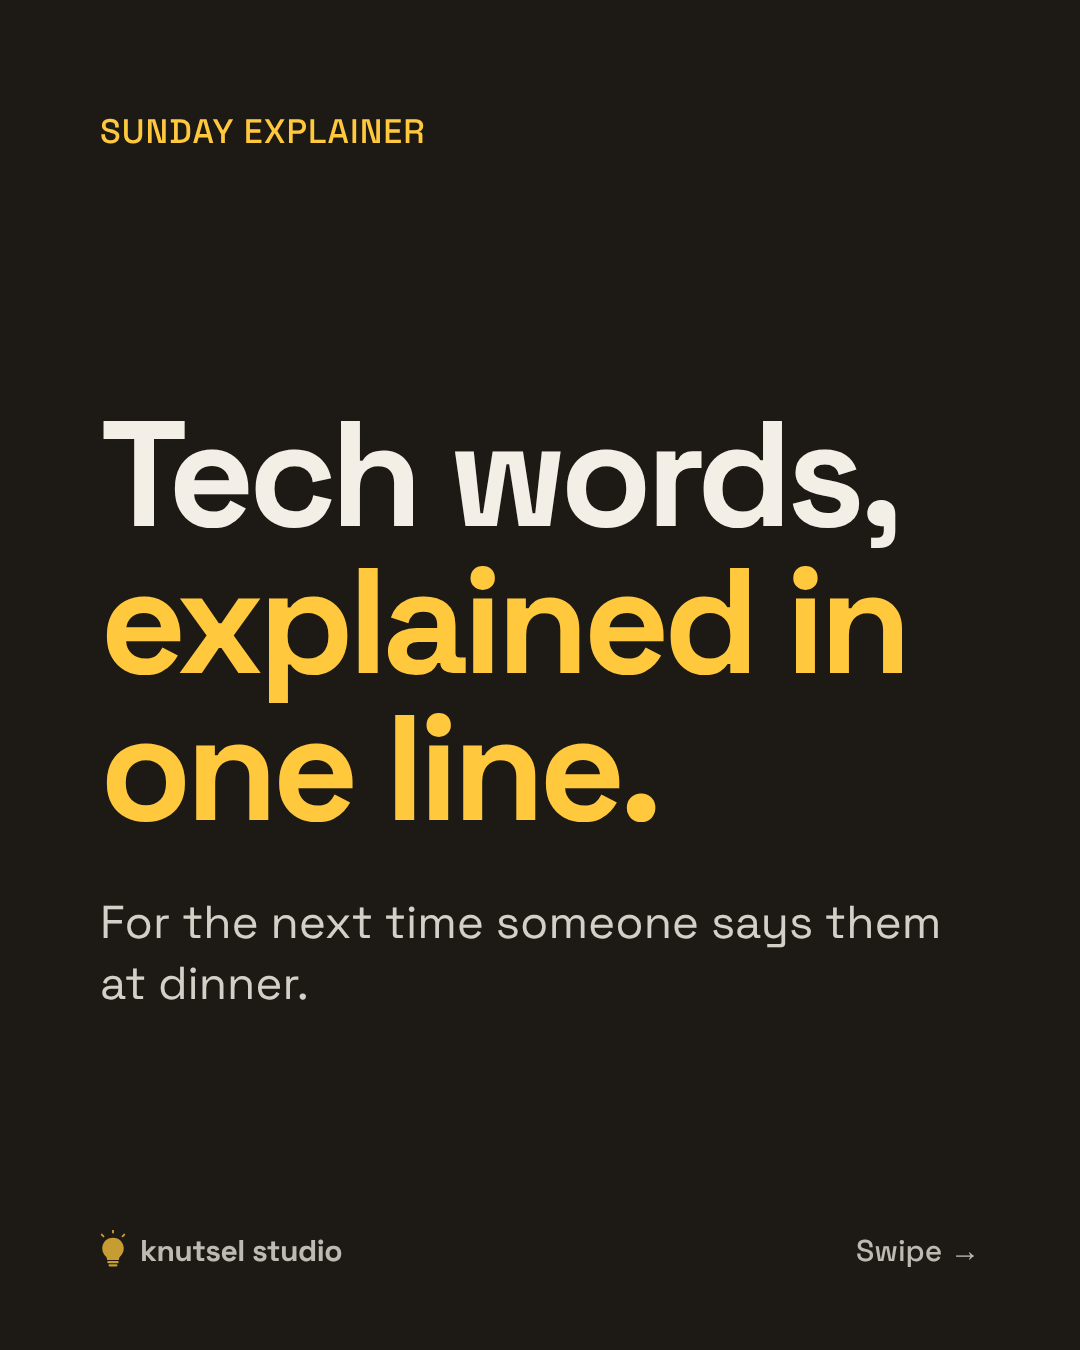 SUNDAY EXPLAINER
Tech words,
explained in
one line.
For the next time someone says them
at dinner.
knutsel studio
Swipe →